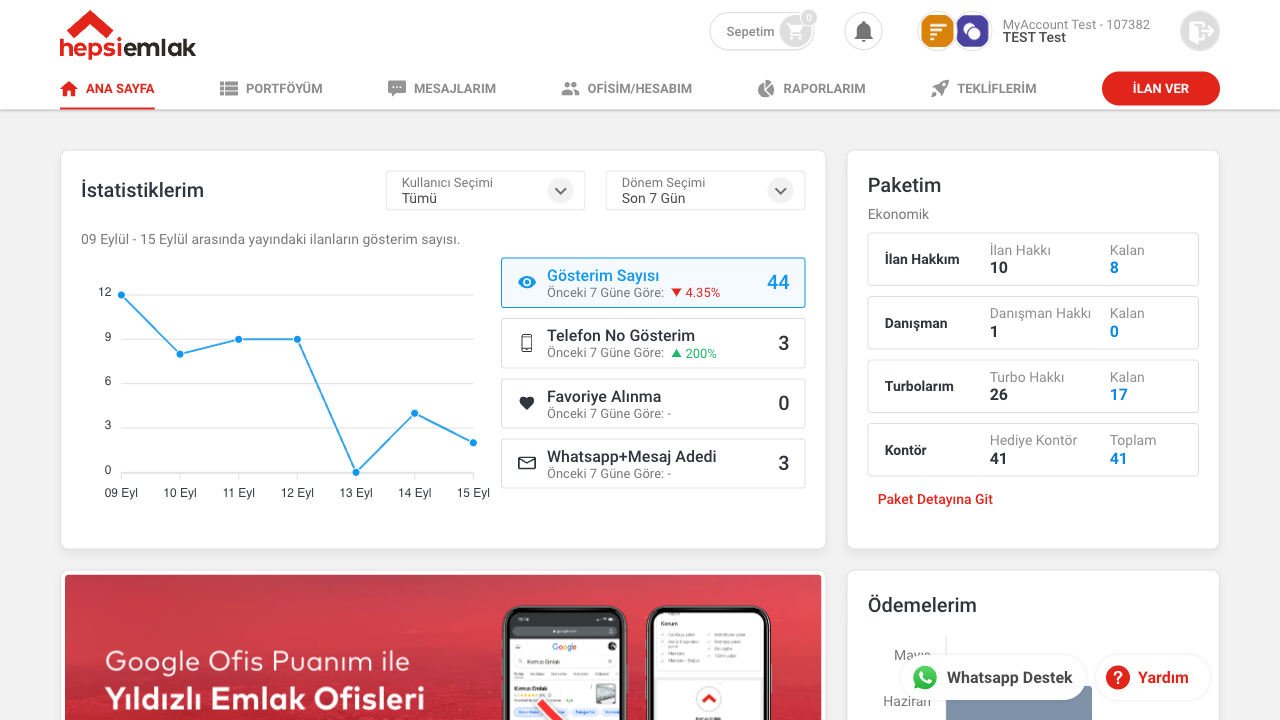 hepsiemlak
Sepetim
0
MyAccount Test - 107382
TEST Test
ANA SAYFA
PORTFÖYÜM
MESAJLARIM
OFİSİM/HESABIM
RAPORLARIM
TEKLİFLERİM
İLAN VER
İstatistiklerim
Kullanıcı Seçimi
Tümü
Dönem Seçimi
Son 7 Gün
09 Eylül - 15 Eylül arasında yayındaki ilanların gösterim sayısı.
12
9
6
3
0
09 Eyl
10 Eyl
11 Eyl
12 Eyl
13 Eyl
14 Eyl
15 Eyl
Gösterim Sayısı
Önceki 7 Güne Göre: ▼ 4.35%
44
Telefon No Gösterim
Önceki 7 Güne Göre: ▲ 200%
3
Favoriye Alınma
Önceki 7 Güne Göre: -
0
Whatsapp+Mesaj Adedi
Önceki 7 Güne Göre: -
3
Paketim
Ekonomik
İlan Hakkım
İlan Hakkı
10
Kalan
8
Danışman
Danışman Hakkı
1
Kalan
0
Turbolarım
Turbo Hakkı
26
Kalan
17
Kontör
Hediye Kontör
41
Toplam
41
Paket Detayına Git
Google Ofis Puanım ile
Yıldızlı Emlak Ofisleri
Google
Kırmızı Emlak
Kırmızı Emlak
Konum
Ödemelerim
Mayıs
Haziran
Whatsapp Destek
Yardım